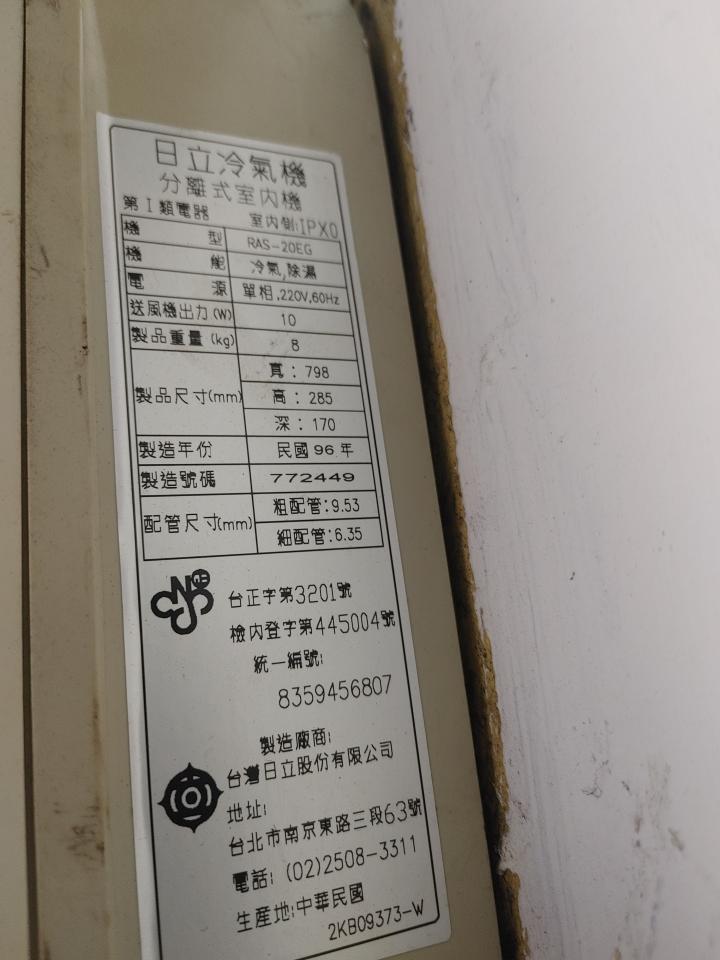 日立冷氣機
分離式室內機
第I類電器 室內側:IPX0
機型 RAS-20EG
機能 冷氣,除濕
電源 單相,220V,60Hz
送風機出力(W) 10
製品重量(kg) 8
製品尺寸(mm) 寬:798
高:285
深:170
製造年份 民國 96 年
製造號碼 772449
配管尺寸(mm) 粗配管:9.53
細配管:6.35
台正字第3201號
檢內登字第445004號
統一編號:
8359456807
製造廠商:
台灣日立股份有限公司
地址:
台北市南京東路三段63號
電話:(02)2508-3311
生產地:中華民國
2KB09373-W